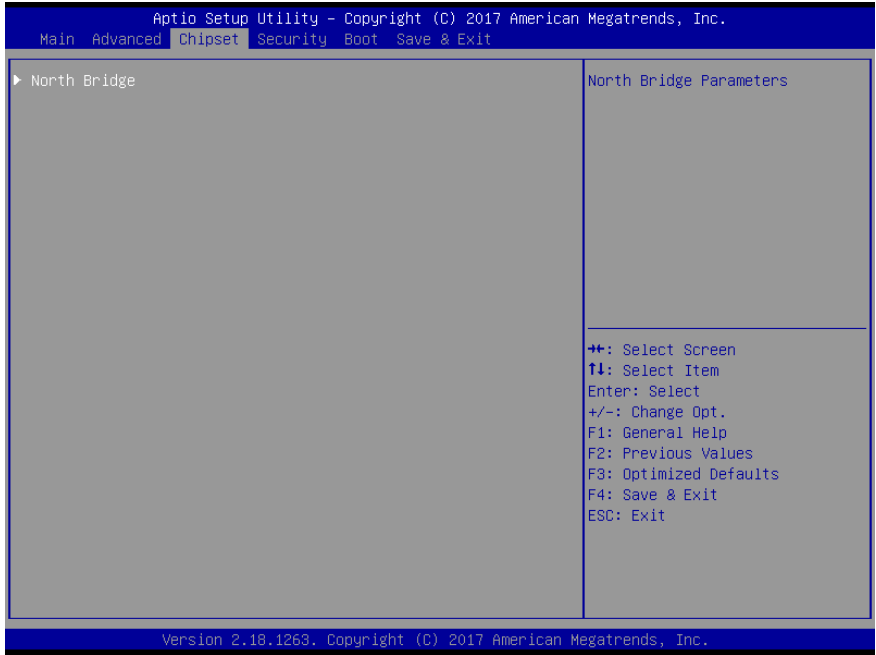 Aptio Setup Utility – Copyright (C) 2017 American Megatrends, Inc.
Main Advanced Chipset Security Boot Save & Exit
▶ North Bridge
North Bridge Parameters
→←: Select Screen
↑↓: Select Item
Enter: Select
+/-: Change Opt.
F1: General Help
F2: Previous Values
F3: Optimized Defaults
F4: Save & Exit
ESC: Exit
Version 2.18.1263. Copyright (C) 2017 American Megatrends, Inc.